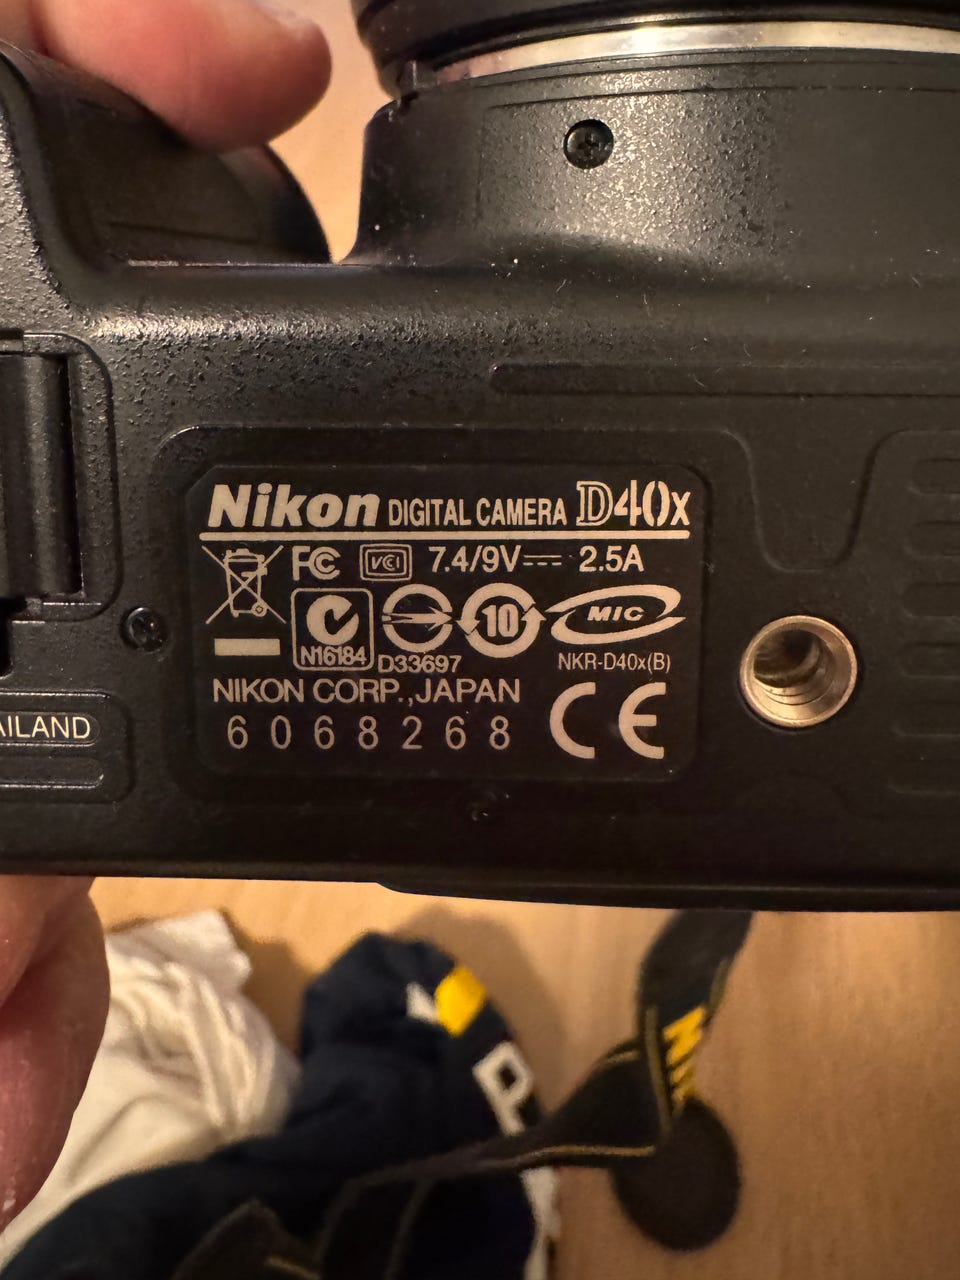 Nikon DIGITAL CAMERA D40x
FC VCCI 7.4/9V⎓ 2.5A
N16184
D33697
10
MIC
NKR-D40x(B)
NIKON CORP.,JAPAN
6068268
CE
AILAND
P